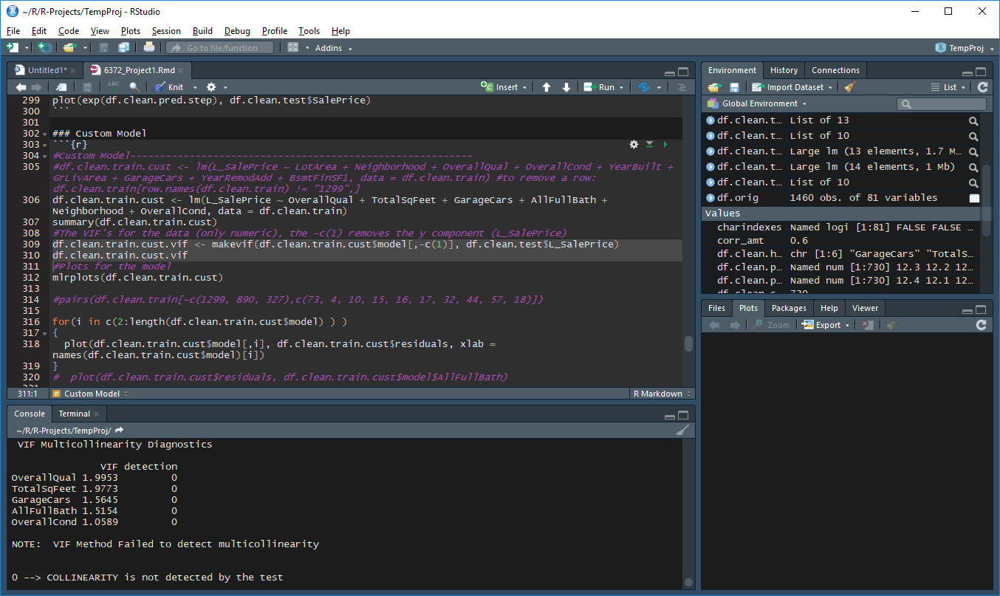 ~/R/R-Projects/TempProj - RStudio
File Edit Code View Plots Session Build Debug Profile Tools Help
Go to file/function Addins TempProj
Untitled1* 6372_Project1.Rmd
ABC Knit Insert Run
299 plot(exp(df.clean.pred.step), df.clean.test$SalePrice)
300 ```
301
302 ### Custom Model
303 ```{r}
304 #Custom Model----------------------------------------------------------
305 #df.clean.train.cust <- lm(L_SalePrice ~ LotArea + Neighborhood + OverallQual + OverallCond + YearBuilt +
GrLivArea + GarageCars + YearRemodAdd + BsmtFinSF1, data = df.clean.train) #to remove a row:
df.clean.train[row.names(df.clean.train) != "1299",]
306 df.clean.train.cust <- lm(L_SalePrice ~ OverallQual + TotalSqFeet + GarageCars + AllFullBath +
Neighborhood + OverallCond, data = df.clean.train)
307 summary(df.clean.train.cust)
308 #The VIF's for the data (only numeric), the -c(1) removes the y component (L_SalePrice)
309 df.clean.train.cust.vif <- makevif(df.clean.train.cust$model[,-c(1)], df.clean.test$L_SalePrice)
310 df.clean.train.cust.vif
311 #Plots for the model
312 mlrplots(df.clean.train.cust)
313
314 #pairs(df.clean.train[-c(1299, 890, 327),c(73, 4, 10, 15, 16, 17, 32, 44, 57, 18)])
315
316 for(i in c(2:length(df.clean.train.cust$model) ) )
317 {
318 plot(df.clean.train.cust$model[,i], df.clean.train.cust$residuals, xlab =
names(df.clean.train.cust$model)[i])
319 }
320 # plot(df.clean.train.cust$residuals, df.clean.train.cust$model$AllFullBath)
311:1 # Custom Model R Markdown
Console Terminal
~/R/R-Projects/TempProj/
VIF Multicollinearity Diagnostics
VIF detection
OverallQual 1.9953 0
TotalSqFeet 1.9773 0
GarageCars 1.5645 0
AllFullBath 1.5154 0
OverallCond 1.0589 0
NOTE: VIF Method Failed to detect multicollinearity
0 --> COLLINEARITY is not detected by the test
Environment History Connections
Import Dataset List
Global Environment
df.clean.t… List of 13
df.clean.t… List of 10
df.clean.t… Large lm (13 elements, 1.7 M…
df.clean.t… Large lm (14 elements, 1 Mb)
df.clean.t… List of 10
df.orig 1460 obs. of 81 variables
Values
charindexes Named logi [1:81] FALSE FALSE …
corr_amt 0.6
df.clean.h… chr [1:6] "GarageCars" "TotalS…
df.clean.p… Named num [1:730] 12.3 12.2 12…
df.clean.p… Named num [1:730] 12.4 12.1 12…
Files Plots Packages Help Viewer
Zoom Export